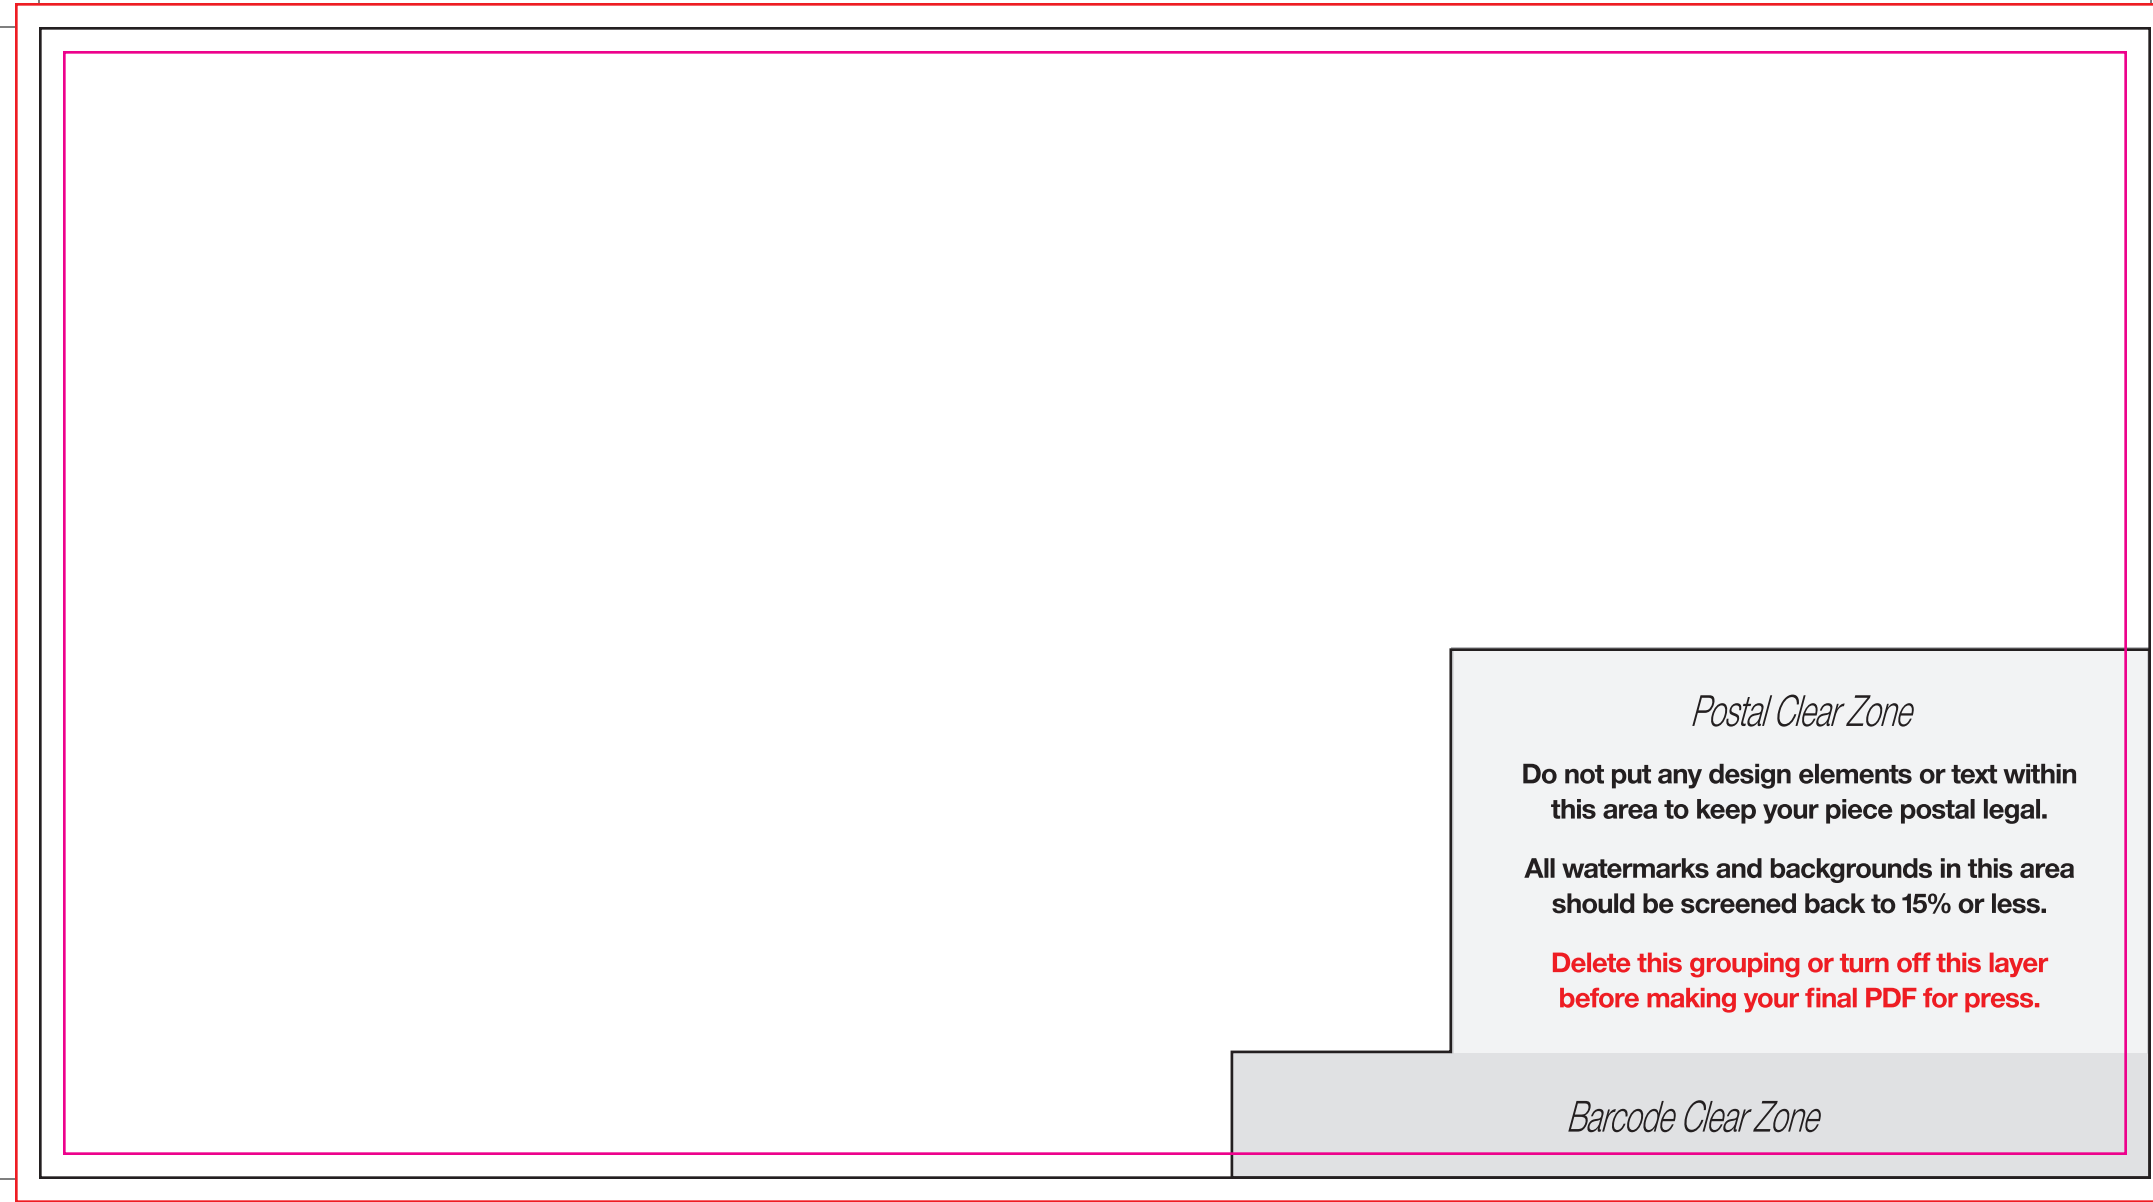 Postal Clear Zone
Do not put any design elements or text within
this area to keep your piece postal legal.
All watermarks and backgrounds in this area
should be screened back to 15% or less.
Delete this grouping or turn off this layer
before making your final PDF for press.
Barcode Clear Zone